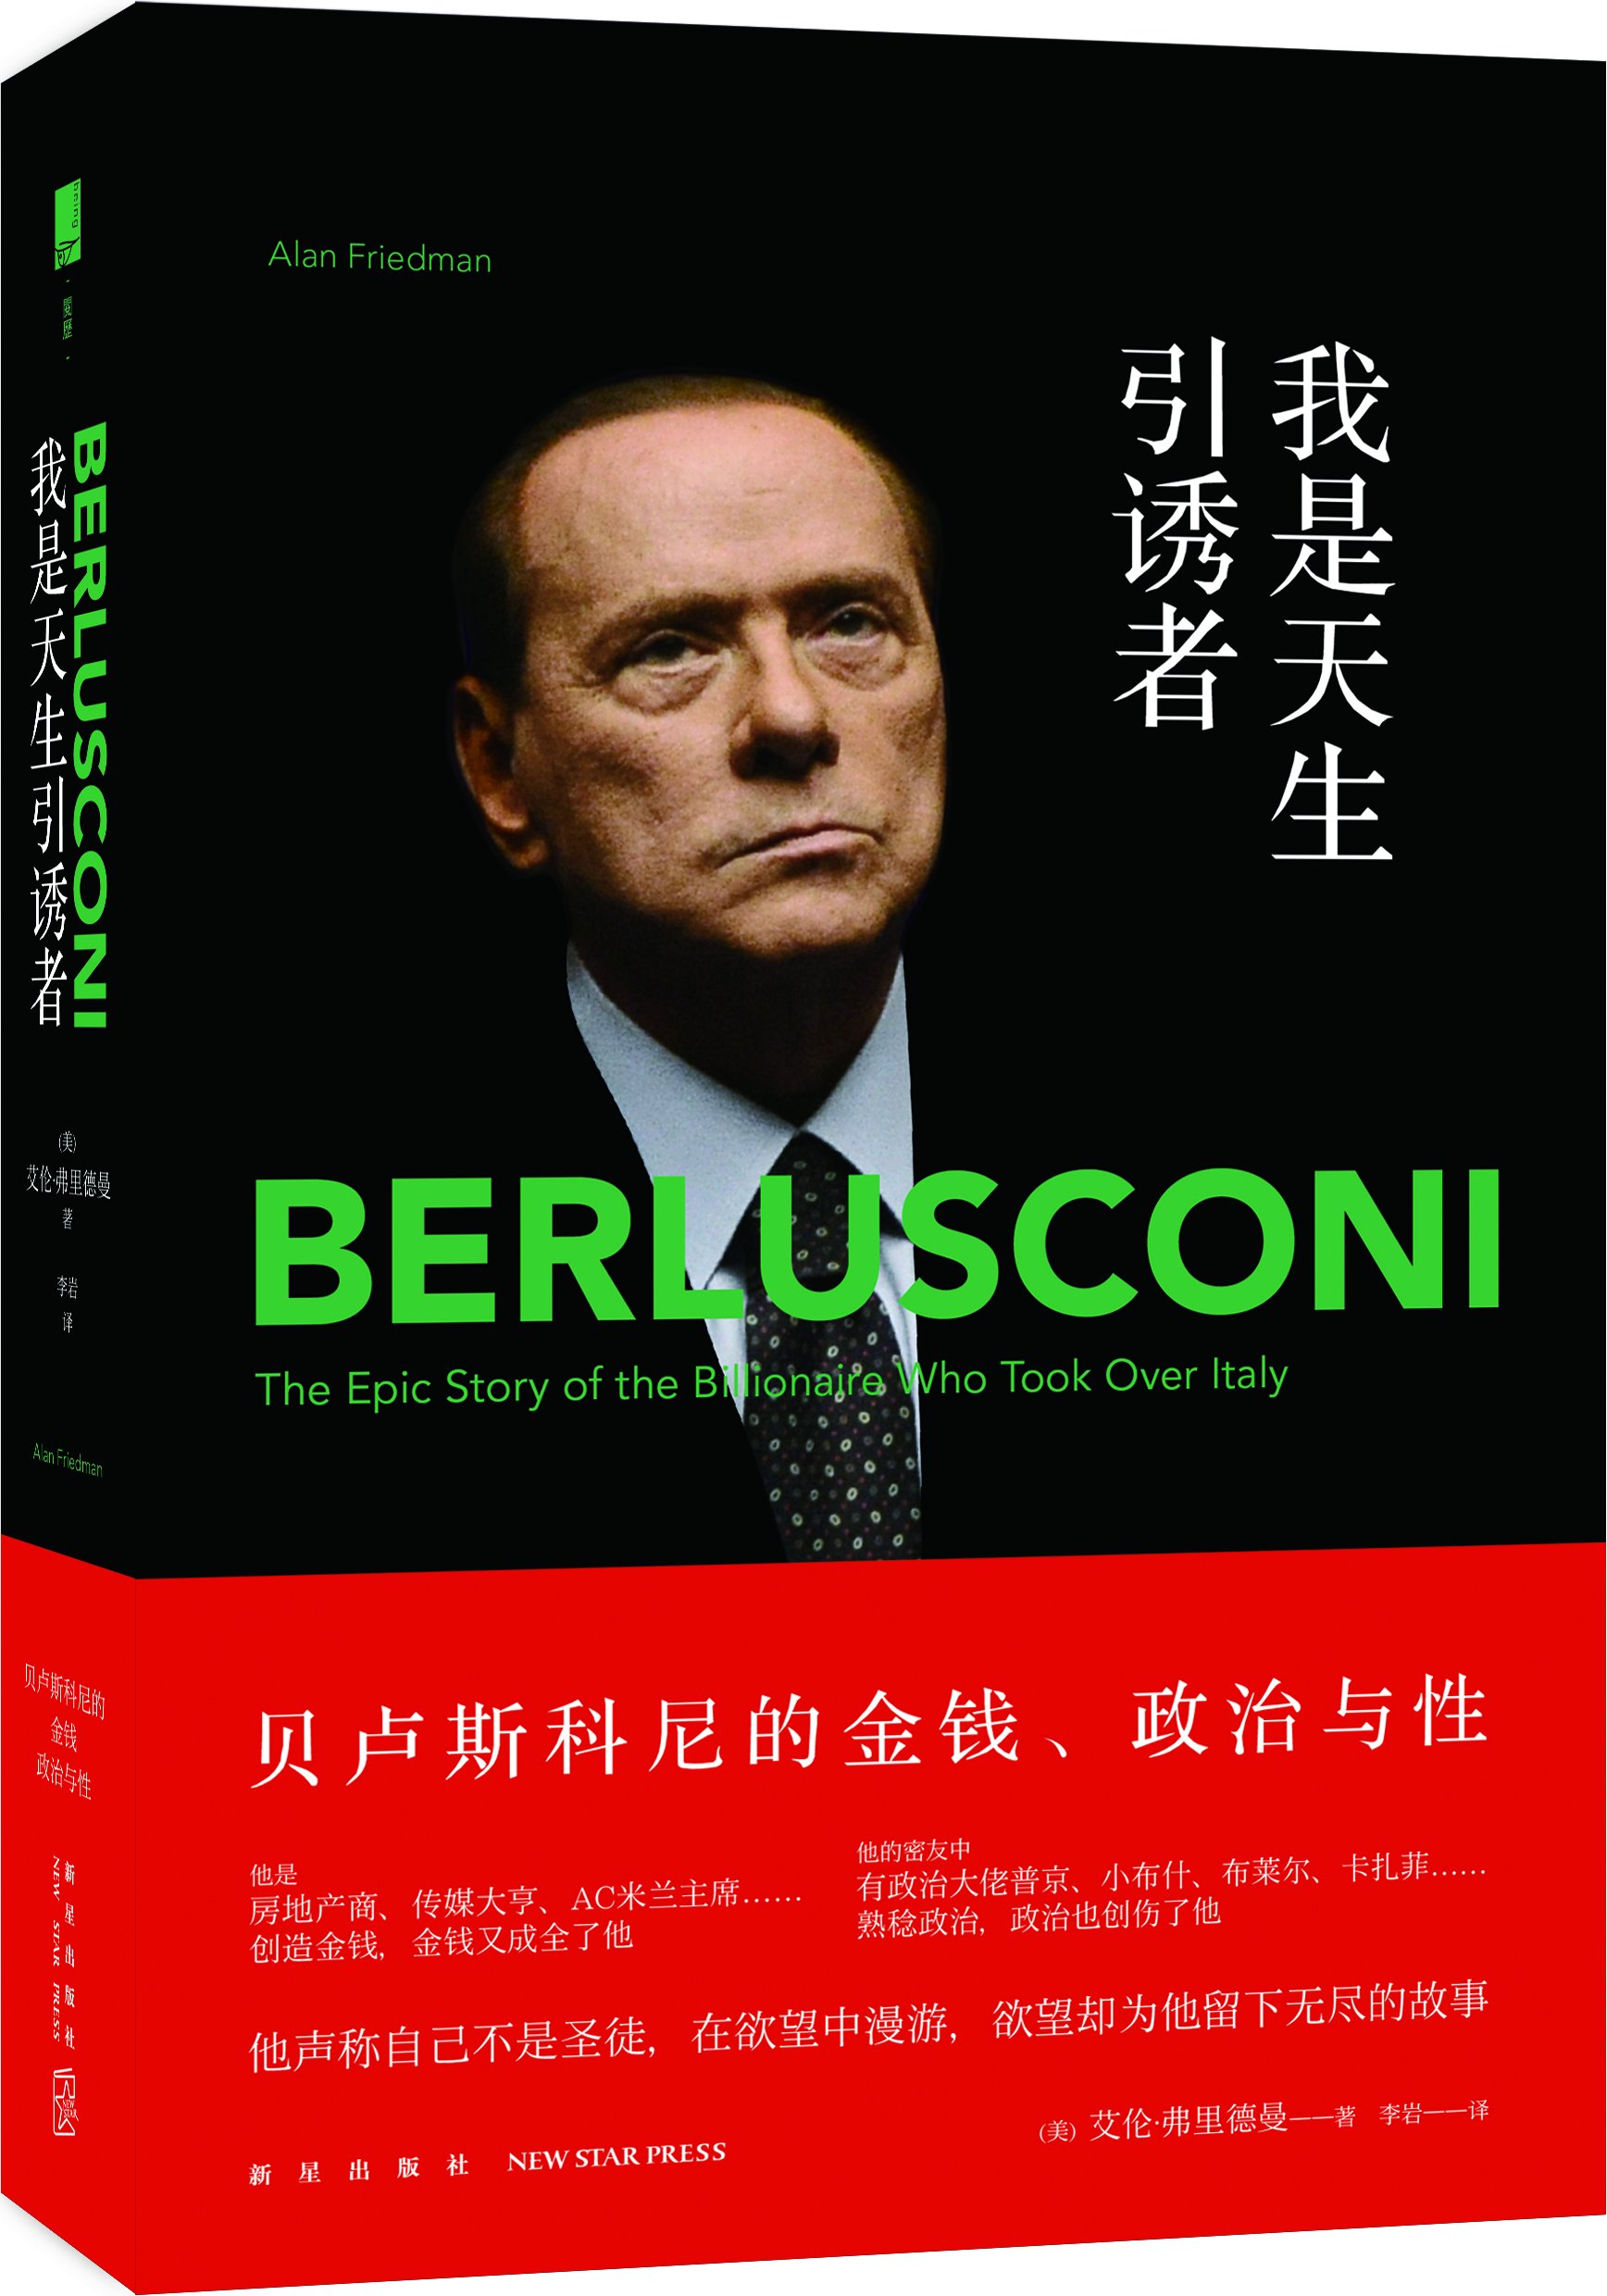 Alan Friedman
我是天生
引诱者
BERLUSCONI
The Epic Story of the Billionaire Who Took Over Italy
贝卢斯科尼的金钱、政治与性
他是
房地产商、传媒大亨、AC米兰主席……
创造金钱,金钱又成全了他
他的密友中
有政治大佬普京、小布什、布莱尔、卡扎菲……
熟稔政治,政治也创伤了他
他声称自己不是圣徒,在欲望中漫游,欲望却为他留下无尽的故事
(美) 艾伦·弗里德曼——著 李岩——译
新星出版社 NEW STAR PRESS
being
·閱歷·
BERLUSCONI
我是天生引诱者
(美)
艾伦·弗里德曼
著
李岩
译
Alan Friedman
贝卢斯科尼的
金钱
政治与性
新星出版社
NEW STAR PRESS
NEW
STAR